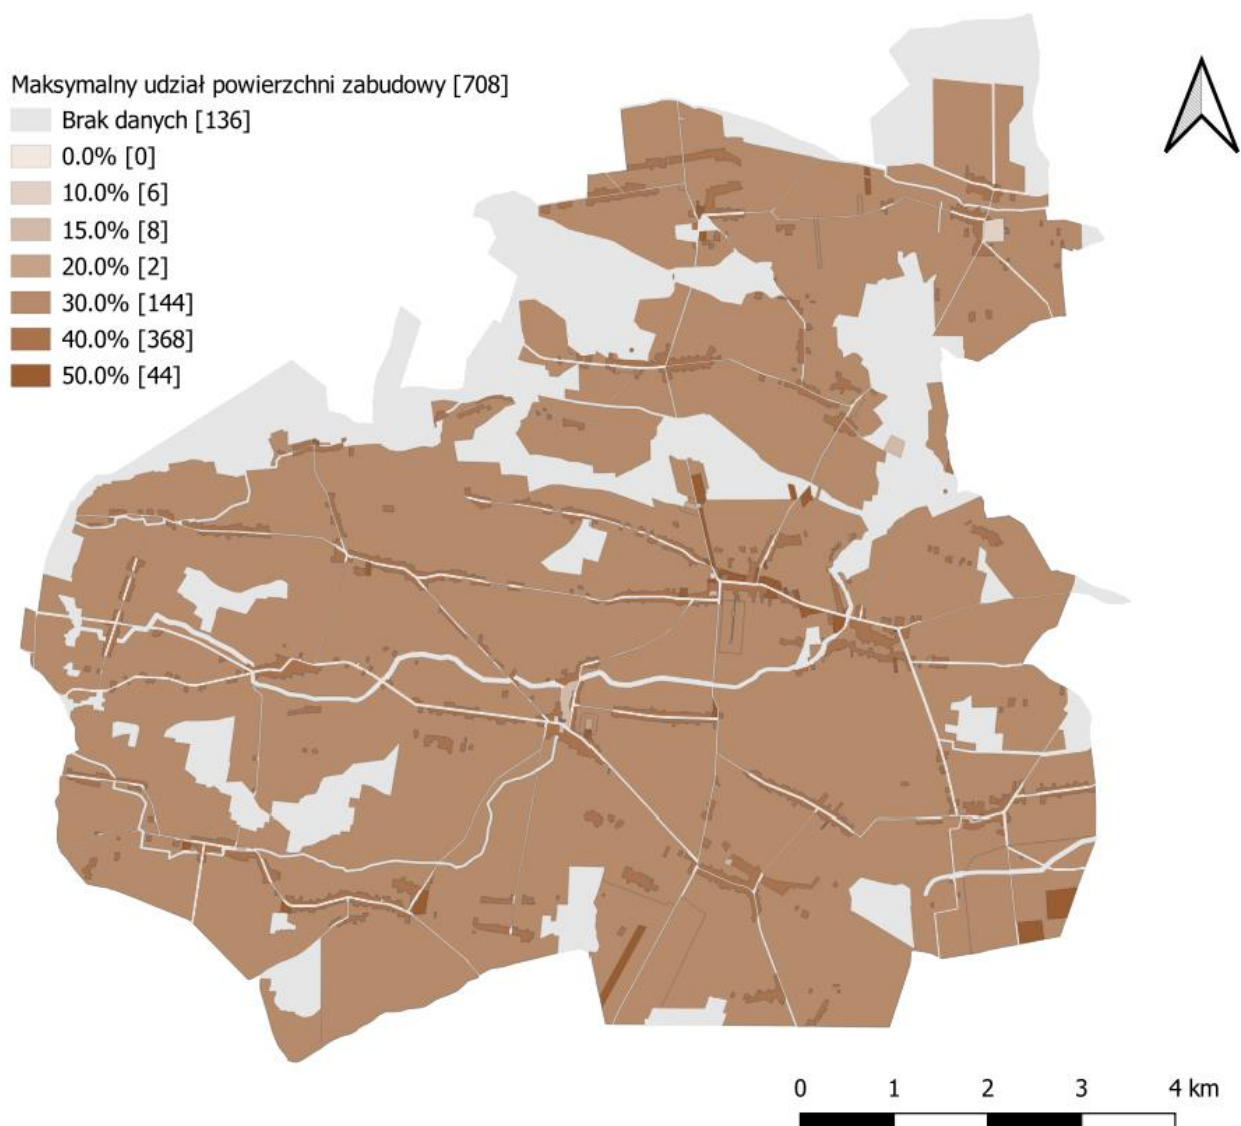 Maksymalny udział powierzchni zabudowy [708]
Brak danych [136]
0.0% [0]
10.0% [6]
15.0% [8]
20.0% [2]
30.0% [144]
40.0% [368]
50.0% [44]
0 1 2 3 4 km